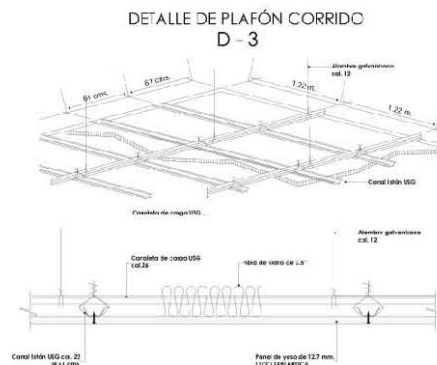 DETALLE DE PLAFÓN CORRIDO
D - 3
Alambre galvanizado
cal. 12
61 cms.
61 cms.
1.22 m.
1.22 m.
Canal listón USG
Canaleta de carga USG
Alambre galvanizado
cal. 12
Canaleta de carga USG
cal.26
Fibra de vidrio de 3.5"
Canal listón USG cal. 25
Panel de yeso de 12.7 mm.